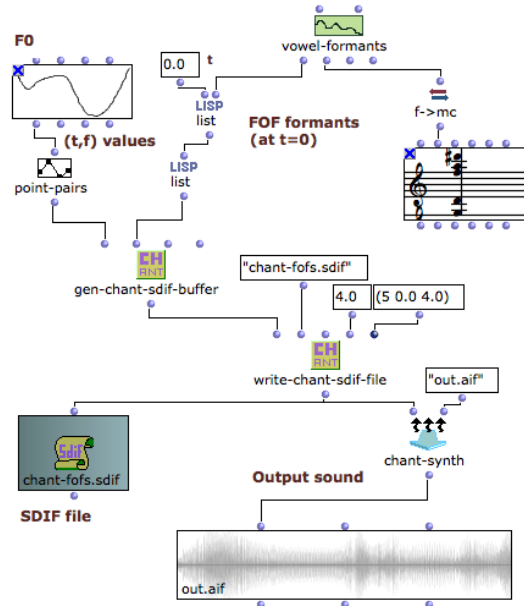 F0
vowel-formants
0.0
t
LISP
list
FOF formants
(at t=0)
f->mc
(t,f) values
LISP
list
point-pairs
CH
ANT
gen-chant-sdif-buffer
"chant-fofs.sdif"
4.0
(5 0.0 4.0)
CH
ANT
write-chant-sdif-file
"out.aif"
Sdif
chant-fofs.sdif
chant-synth
SDIF file
Output sound
out.aif